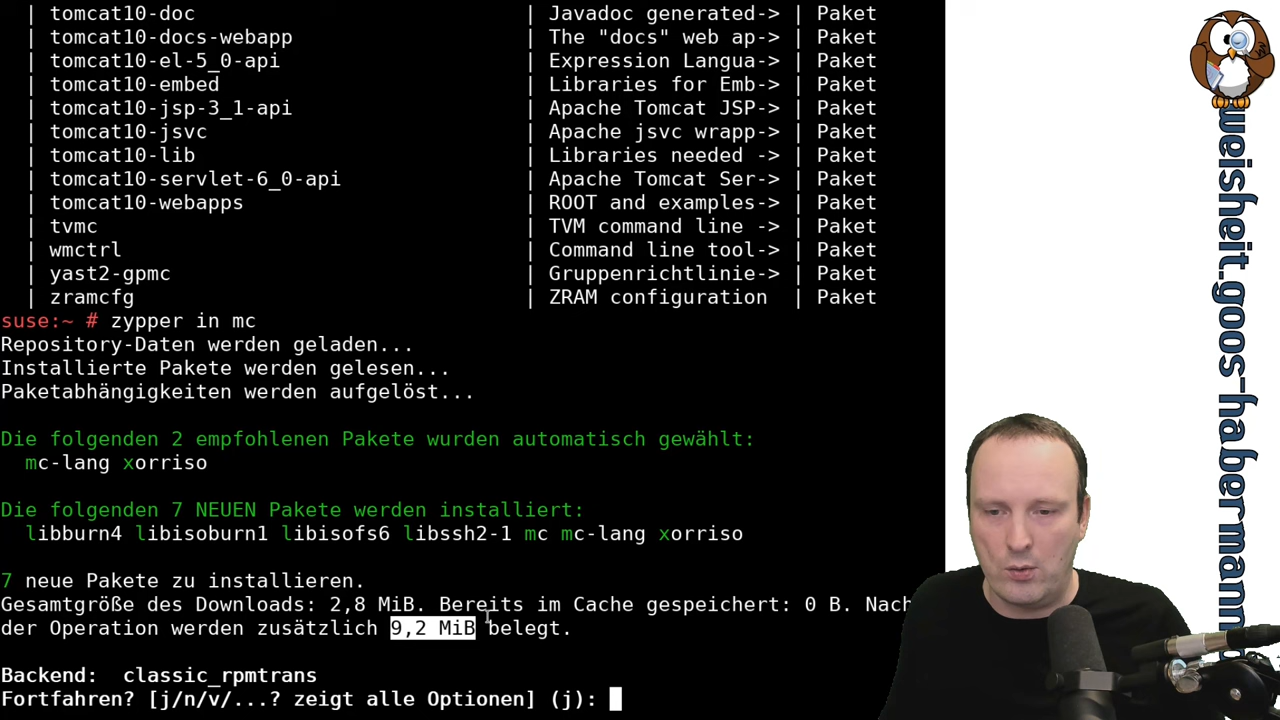 | tomcat10-doc | Javadoc generated-> | Paket
| tomcat10-docs-webapp | The "docs" web ap-> | Paket
| tomcat10-el-5_0-api | Expression Langua-> | Paket
| tomcat10-embed | Libraries for Emb-> | Paket
| tomcat10-jsp-3_1-api | Apache Tomcat JSP-> | Paket
| tomcat10-jsvc | Apache jsvc wrapp-> | Paket
| tomcat10-lib | Libraries needed -> | Paket
| tomcat10-servlet-6_0-api | Apache Tomcat Ser-> | Paket
| tomcat10-webapps | ROOT and examples-> | Paket
| tvmc | TVM command line -> | Paket
| wmctrl | Command line tool-> | Paket
| yast2-gpmc | Gruppenrichtlinie-> | Paket
| zramcfg | ZRAM configuration | Paket
suse:~ # zypper in mc
Repository-Daten werden geladen...
Installierte Pakete werden gelesen...
Paketabhängigkeiten werden aufgelöst...
Die folgenden 2 empfohlenen Pakete wurden automatisch gewählt:
mc-lang xorriso
Die folgenden 7 NEUEN Pakete werden installiert:
libburn4 libisoburn1 libisofs6 libssh2-1 mc mc-lang xorriso
7 neue Pakete zu installieren.
Gesamtgröße des Downloads: 2,8 MiB. Bereits im Cache gespeichert: 0 B. Nach
der Operation werden zusätzlich 9,2 MiB belegt.
Backend: classic_rpmtrans
Fortfahren? [j/n/v/...? zeigt alle Optionen] (j):
weisheit.goos-habermann.d